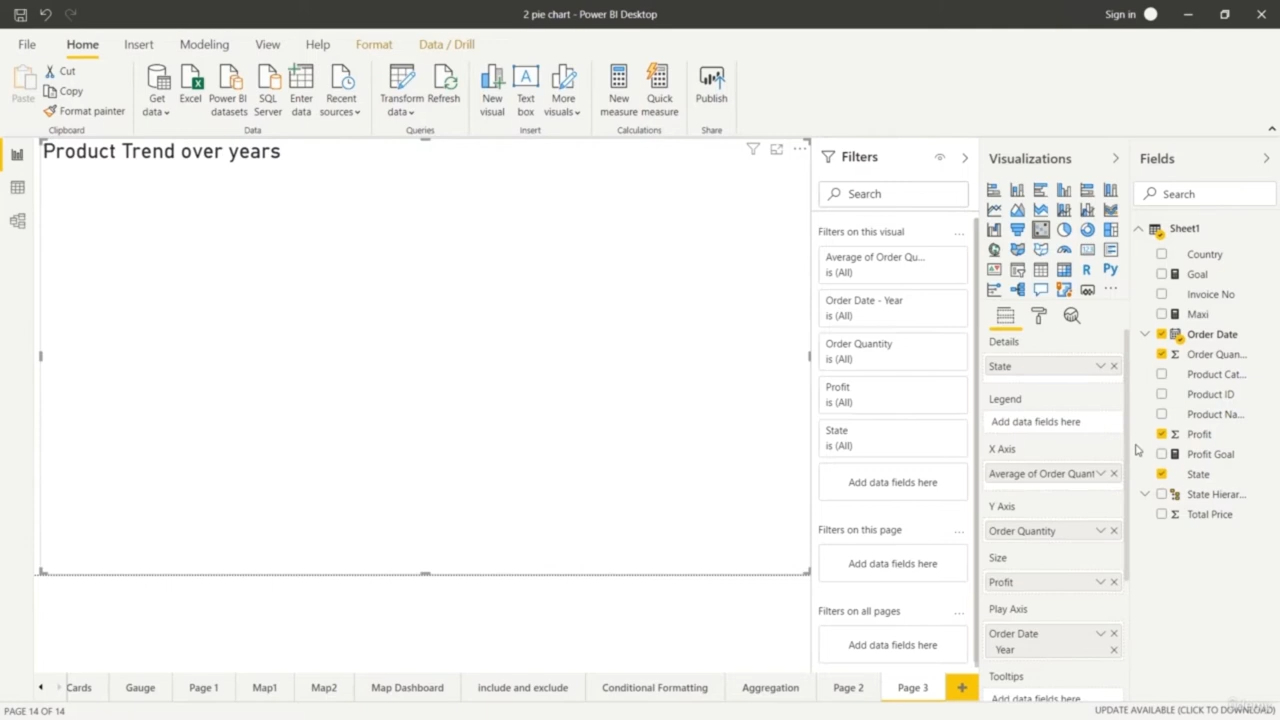 2 pie chart - Power BI Desktop
Sign in
File
Home
Insert
Modeling
View
Help
Format
Data / Drill
Paste
Cut
Copy
Format painter
Clipboard
Get data
Excel
Power BI datasets
SQL Server
Enter data
Recent sources
Data
Transform data
Refresh
Queries
New visual
Text box
More visuals
Insert
New measure
Quick measure
Calculations
Publish
Share
Product Trend over years
Filters
Search
Filters on this visual
...
Average of Order Qu...
is (All)
Order Date - Year
is (All)
Order Quantity
is (All)
Profit
is (All)
State
is (All)
Add data fields here
Filters on this page
...
Add data fields here
Filters on all pages
...
Add data fields here
Visualizations
R
Py
...
Details
State
Legend
Add data fields here
X Axis
Average of Order Quant
Y Axis
Order Quantity
Size
Profit
Play Axis
Order Date
Year
Tooltips
Add data fields here
Fields
Search
Sheet1
Country
Goal
Invoice No
Maxi
Order Date
Order Quan...
Product Cat...
Product ID
Product Na...
Profit
Profit Goal
State
State Hierar...
Total Price
Cards
Gauge
Page 1
Map1
Map2
Map Dashboard
include and exclude
Conditional Formatting
Aggregation
Page 2
Page 3
PAGE 14 OF 14
UPDATE AVAILABLE (CLICK TO DOWNLOAD)